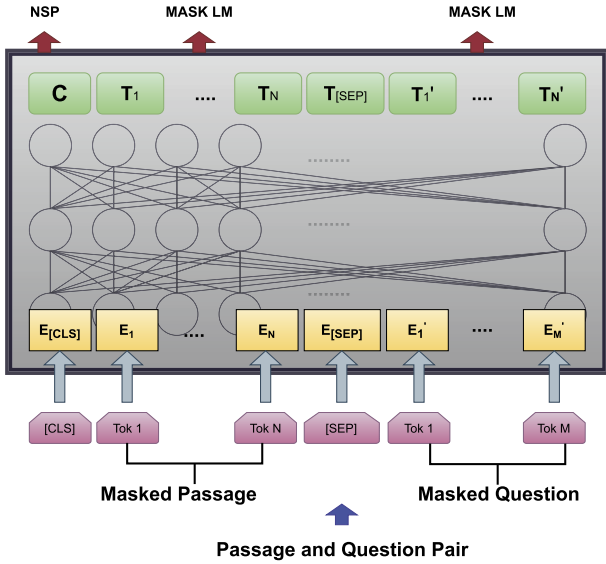 NSP MASK LM MASK LM
C T1 .... TN T[SEP] T1' .... TN'
........
........
........
E[CLS] E1 .... EN E[SEP] E1' .... EM'
[CLS] Tok 1 Tok N [SEP] Tok 1 Tok M
Masked Passage Masked Question
Passage and Question Pair